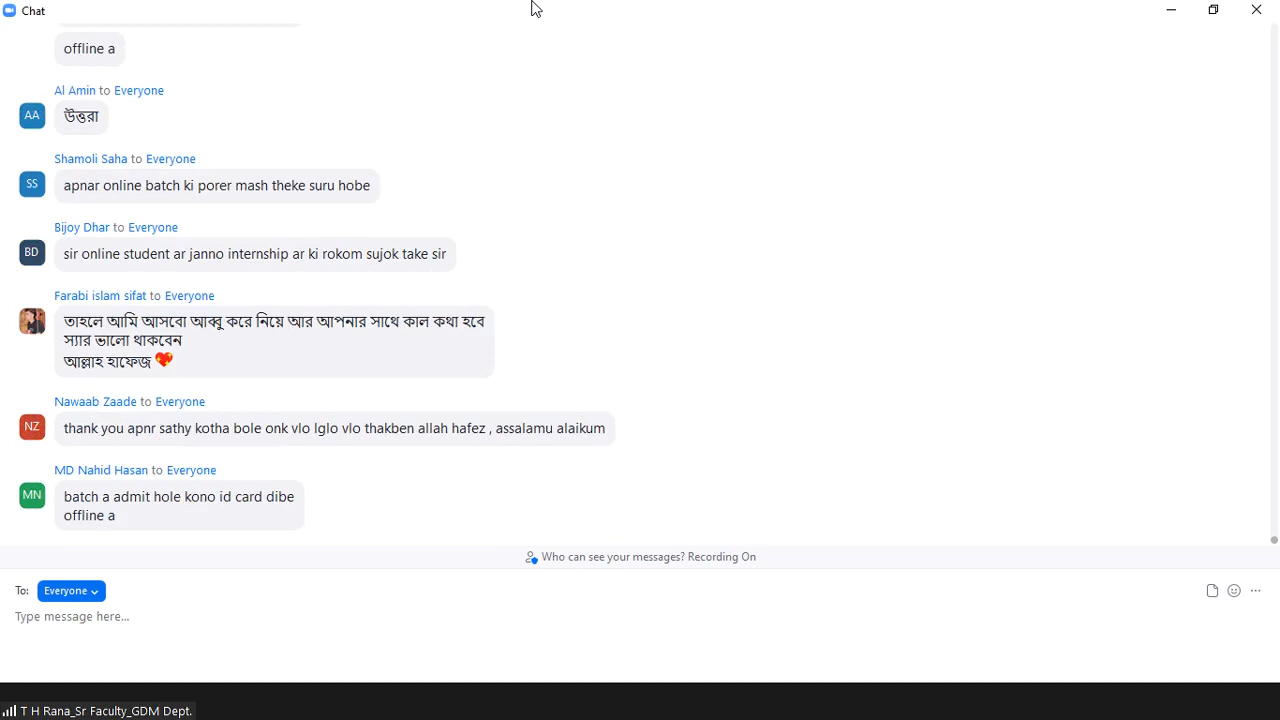 Chat
offline a
Al Amin to Everyone
AA
উত্তরা
Shamoli Saha to Everyone
SS
apnar online batch ki porer mash theke suru hobe
Bijoy Dhar to Everyone
BD
sir online student ar janno internship ar ki rokom sujok take sir
Farabi islam sifat to Everyone
তাহলে আমি আসবো আব্বু করে নিয়ে আর আপনার সাথে কাল কথা হবে
স্যার ভালো থাকবেন
আল্লাহ হাফেজ 💖
Nawaab Zaade to Everyone
NZ
thank you apnr sathy kotha bole onk vlo lglo vlo thakben allah hafez , assalamu alaikum
MD Nahid Hasan to Everyone
MN
batch a admit hole kono id card dibe
offline a
Who can see your messages? Recording On
To: Everyone
Type message here...
T H Rana_Sr Faculty_GDM Dept.